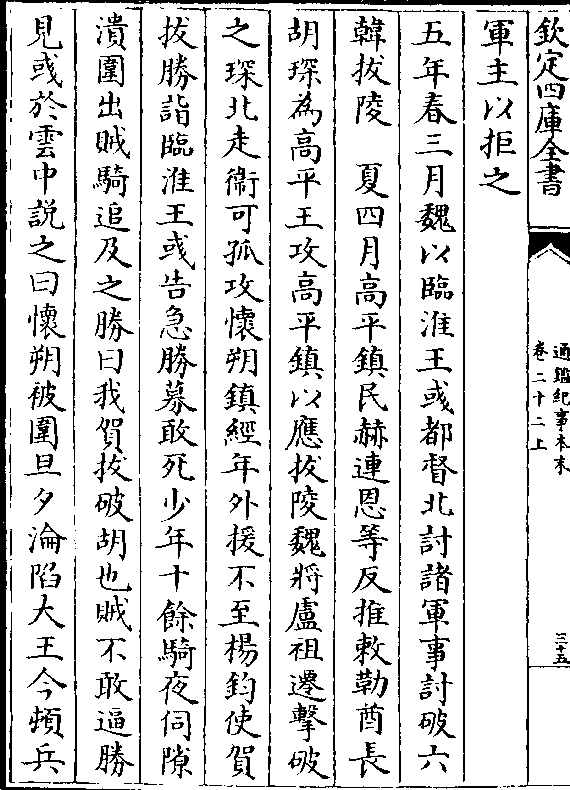 欽定四庫全書
通鑑紀事本末
卷二十二上
三十五
軍主以拒之
五年春三月魏以臨淮王彧都督北討諸軍事討破六
韓拔陵　夏四月高平鎮民赫連恩等反推敕勒酋長
胡琛為高平王攻高平鎮以應拔陵魏將盧祖遷擊破
之琛北走衞可孤攻懷朔鎮經年外援不至楊鈞使賀
拔勝詣臨淮王彧告急勝募敢死少年十餘騎夜伺隙
潰圍出賊騎追及之勝曰我賀拔破胡也賊不敢逼勝
見彧於雲中説之曰懷朔被圍旦夕淪陷大王今頓兵